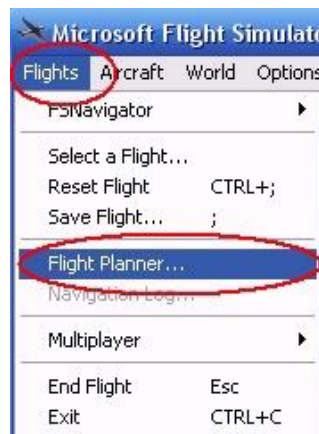 Microsoft Flight Simulato
Flights Aircraft World Options
FSNavigator
Select a Flight...
Reset Flight CTRL+;
Save Flight... ;
Flight Planner...
Navigation Log...
Multiplayer
End Flight Esc
Exit CTRL+C